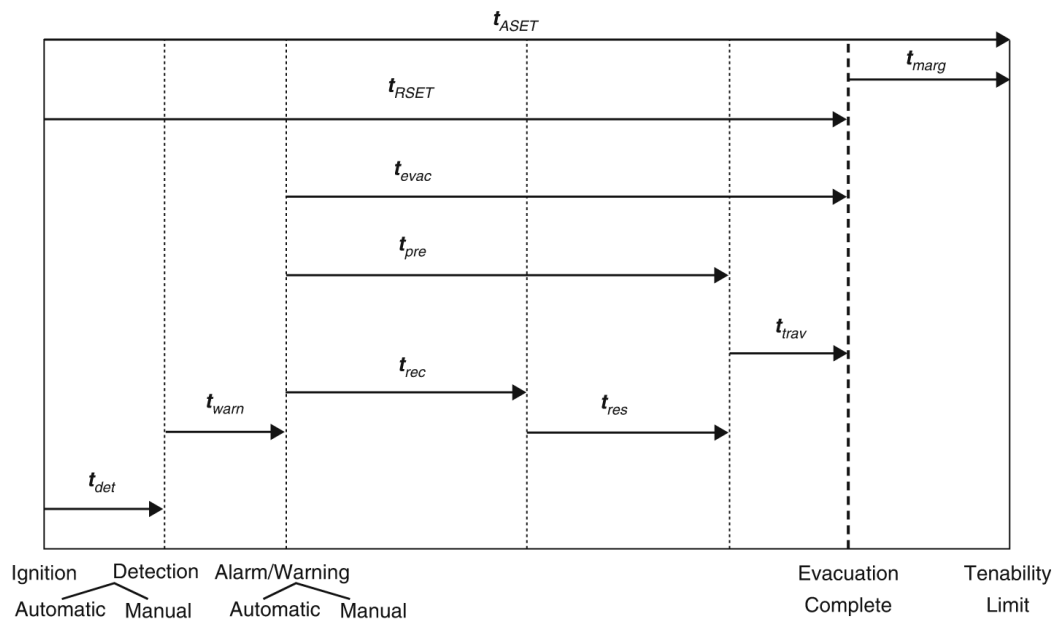 t_ASET
t_marg
t_RSET
t_evac
t_pre
t_trav
t_rec
t_warn
t_res
t_det
Ignition Detection Alarm/Warning Evacuation Tenability
Automatic Manual Automatic Manual Complete Limit